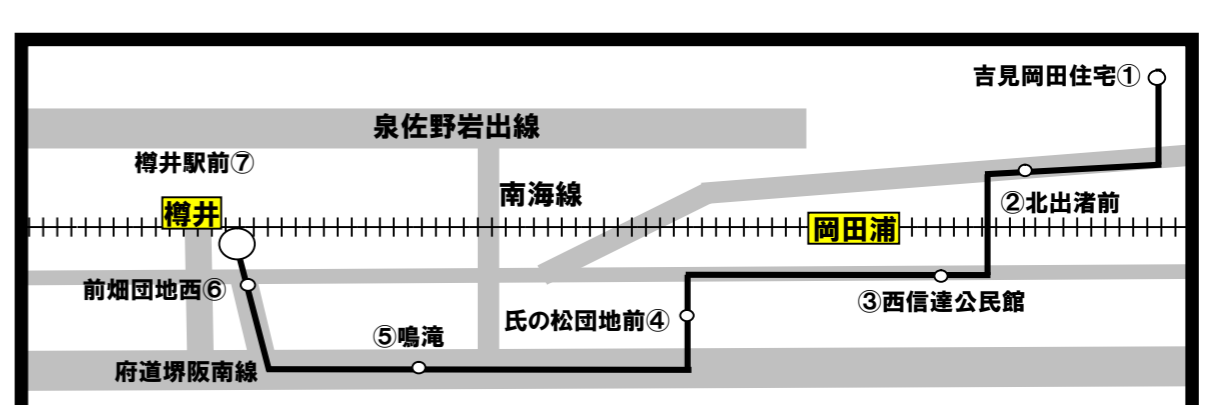 吉見岡田住宅①
泉佐野岩出線
樽井駅前⑦
南海線
②北出渚前
樽井
岡田浦
前畑団地西⑥
③西信達公民館
氏の松団地前④
⑤鳴滝
府道堺阪南線